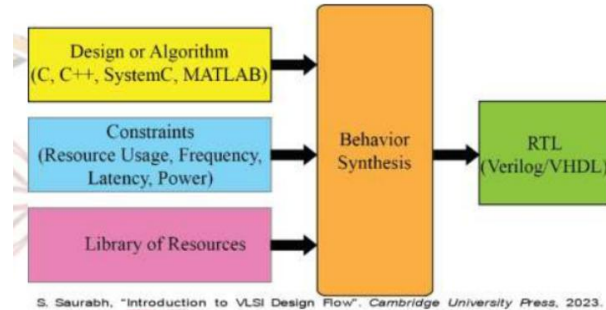 Design or Algorithm
(C, C++, SystemC, MATLAB)
Constraints
(Resource Usage, Frequency,
Latency, Power)
Library of Resources
Behavior
Synthesis
RTL
(Verilog/VHDL)
S. Saurabh, "Introduction to VLSI Design Flow". Cambridge University Press, 2023.